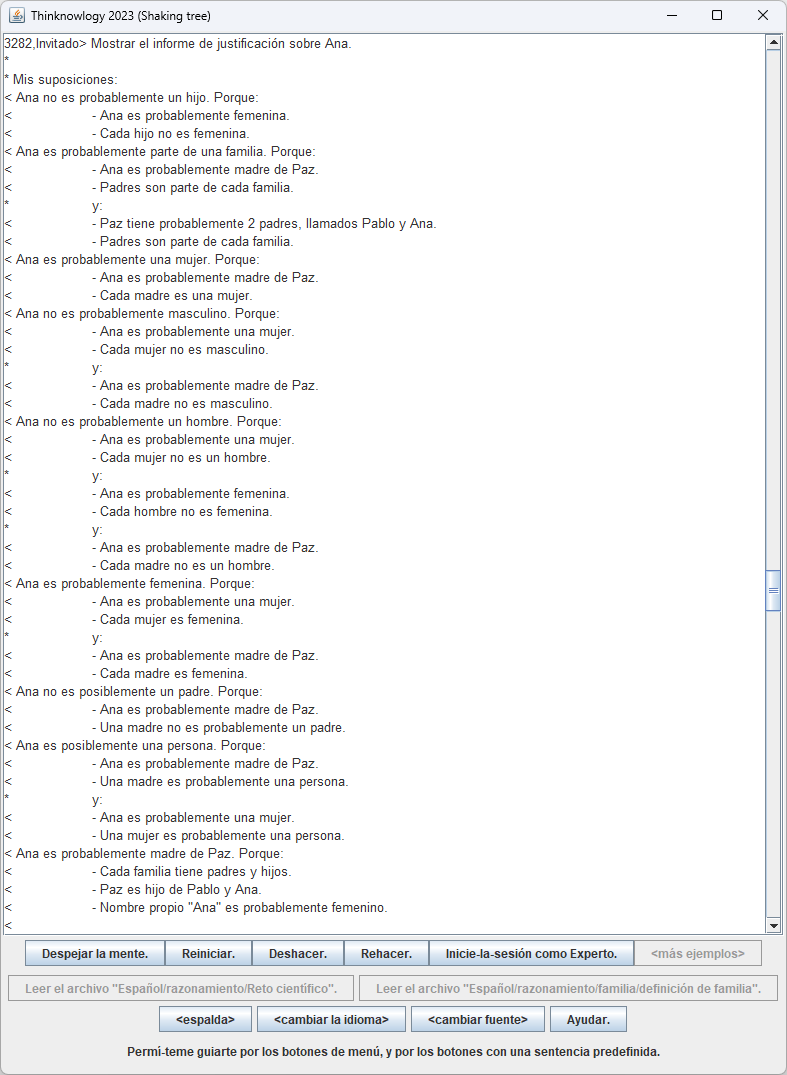 Thinknowlogy 2023 (Shaking tree)
3282,Invitado> Mostrar el informe de justificación sobre Ana.
*
* Mis suposiciones:
< Ana no es probablemente un hijo. Porque:
< - Ana es probablemente femenina.
< - Cada hijo no es femenina.
< Ana es probablemente parte de una familia. Porque:
< - Ana es probablemente madre de Paz.
< - Padres son parte de cada familia.
* y:
< - Paz tiene probablemente 2 padres, llamados Pablo y Ana.
< - Padres son parte de cada familia.
< Ana es probablemente una mujer. Porque:
< - Ana es probablemente madre de Paz.
< - Cada madre es una mujer.
< Ana no es probablemente masculino. Porque:
< - Ana es probablemente una mujer.
< - Cada mujer no es masculino.
* y:
< - Ana es probablemente madre de Paz.
< - Cada madre no es masculino.
< Ana no es probablemente un hombre. Porque:
< - Ana es probablemente una mujer.
< - Cada mujer no es un hombre.
* y:
< - Ana es probablemente femenina.
< - Cada hombre no es femenina.
* y:
< - Ana es probablemente madre de Paz.
< - Cada madre no es un hombre.
< Ana es probablemente femenina. Porque:
< - Ana es probablemente una mujer.
< - Cada mujer es femenina.
* y:
< - Ana es probablemente madre de Paz.
< - Cada madre es femenina.
< Ana no es posiblemente un padre. Porque:
< - Ana es probablemente madre de Paz.
< - Una madre no es probablemente un padre.
< Ana es posiblemente una persona. Porque:
< - Ana es probablemente madre de Paz.
< - Una madre es probablemente una persona.
* y:
< - Ana es probablemente una mujer.
< - Una mujer es probablemente una persona.
< Ana es probablemente madre de Paz. Porque:
< - Cada familia tiene padres y hijos.
< - Paz es hijo de Pablo y Ana.
< - Nombre propio "Ana" es probablemente femenino.
<
Despejar la mente. Reiniciar. Deshacer. Rehacer. Inicie-la-sesión como Experto. <más ejemplos>
Leer el archivo "Español/razonamiento/Reto científico". Leer el archivo "Español/razonamiento/familia/definición de familia".
<espalda> <cambiar la idioma> <cambiar fuente> Ayudar.
Permí-teme guiarte por los botones de menú, y por los botones con una sentencia predefinida.